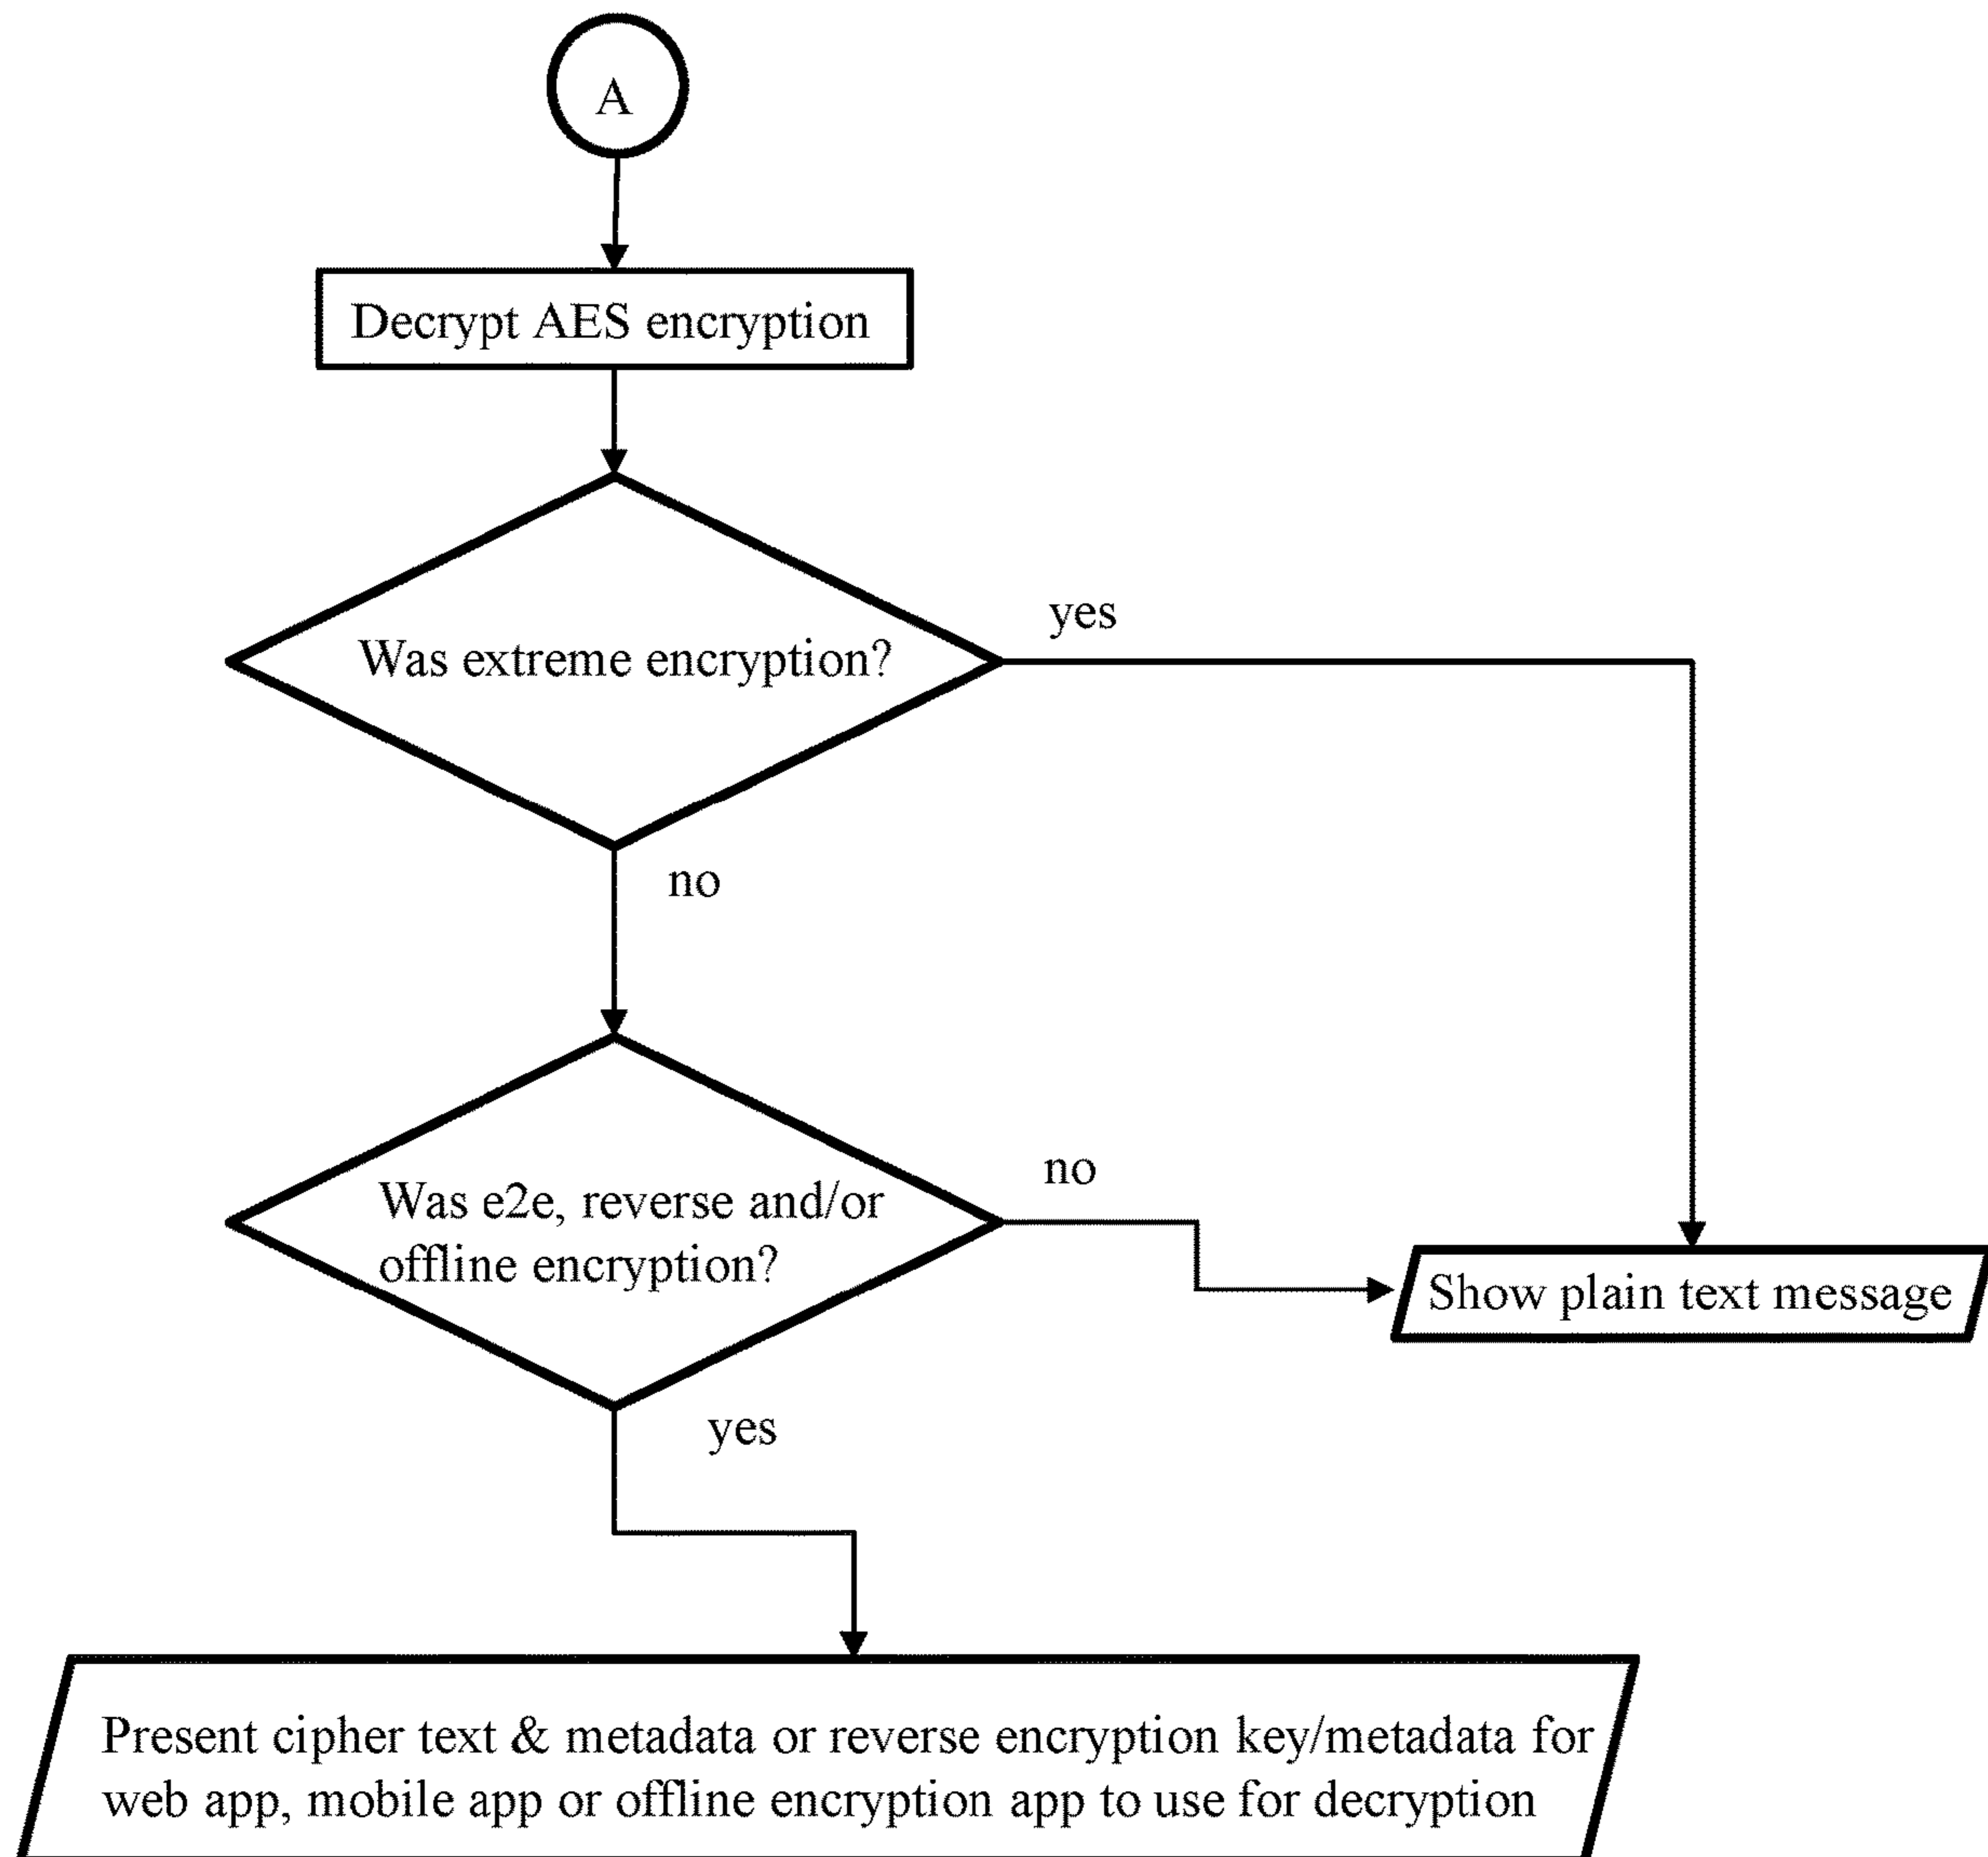 A
Decrypt AES encryption
Was extreme encryption?
yes
no
Was e2e, reverse and/or
offline encryption?
no
Show plain text message
yes
Present cipher text & metadata or reverse encryption key/metadata for
web app, mobile app or offline encryption app to use for decryption